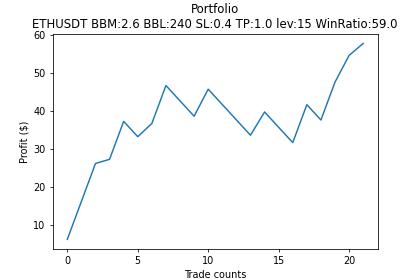 Portfolio
ETHUSDT BBM:2.6 BBL:240 SL:0.4 TP:1.0 lev:15 WinRatio:59.0
60
50
40
30
20
10
Profit ($)
0 5 10 15 20
Trade counts